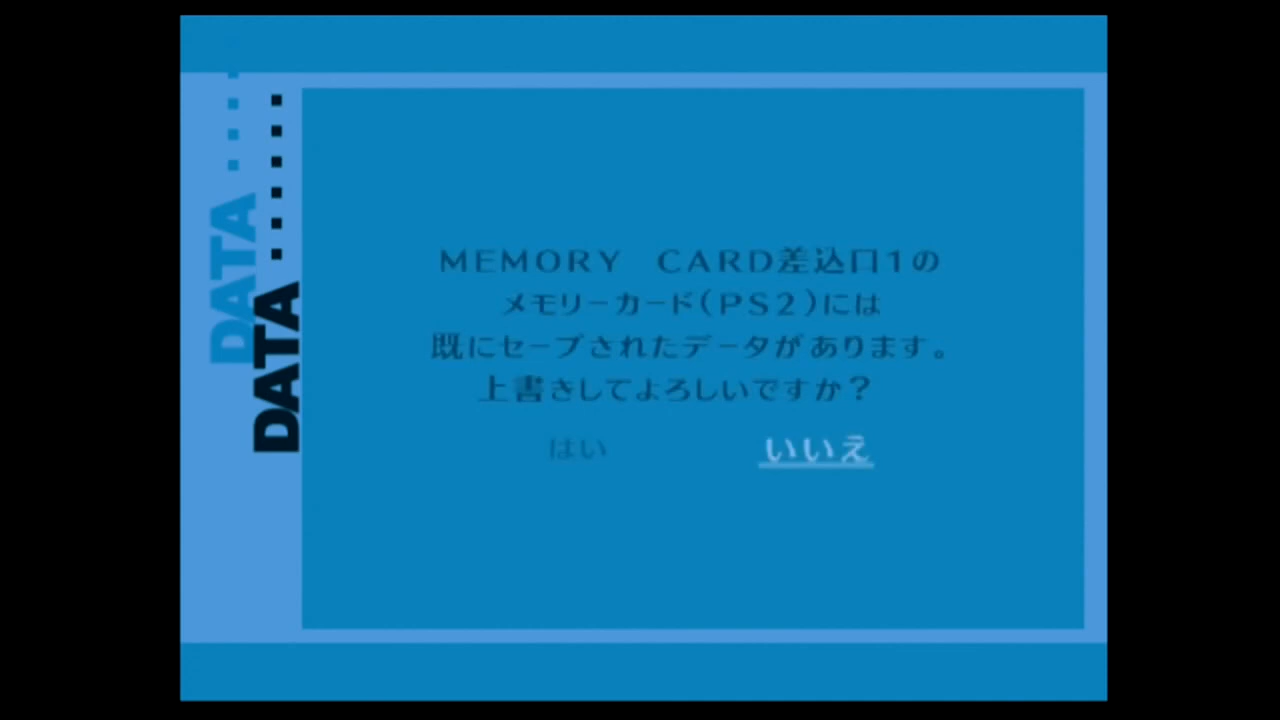 DATA ......
DATA ....
MEMORY CARD差込口1の
メモリーカード(PS2)には
既にセーブされたデータがあります。
上書きしてよろしいですか？
はい いいえ